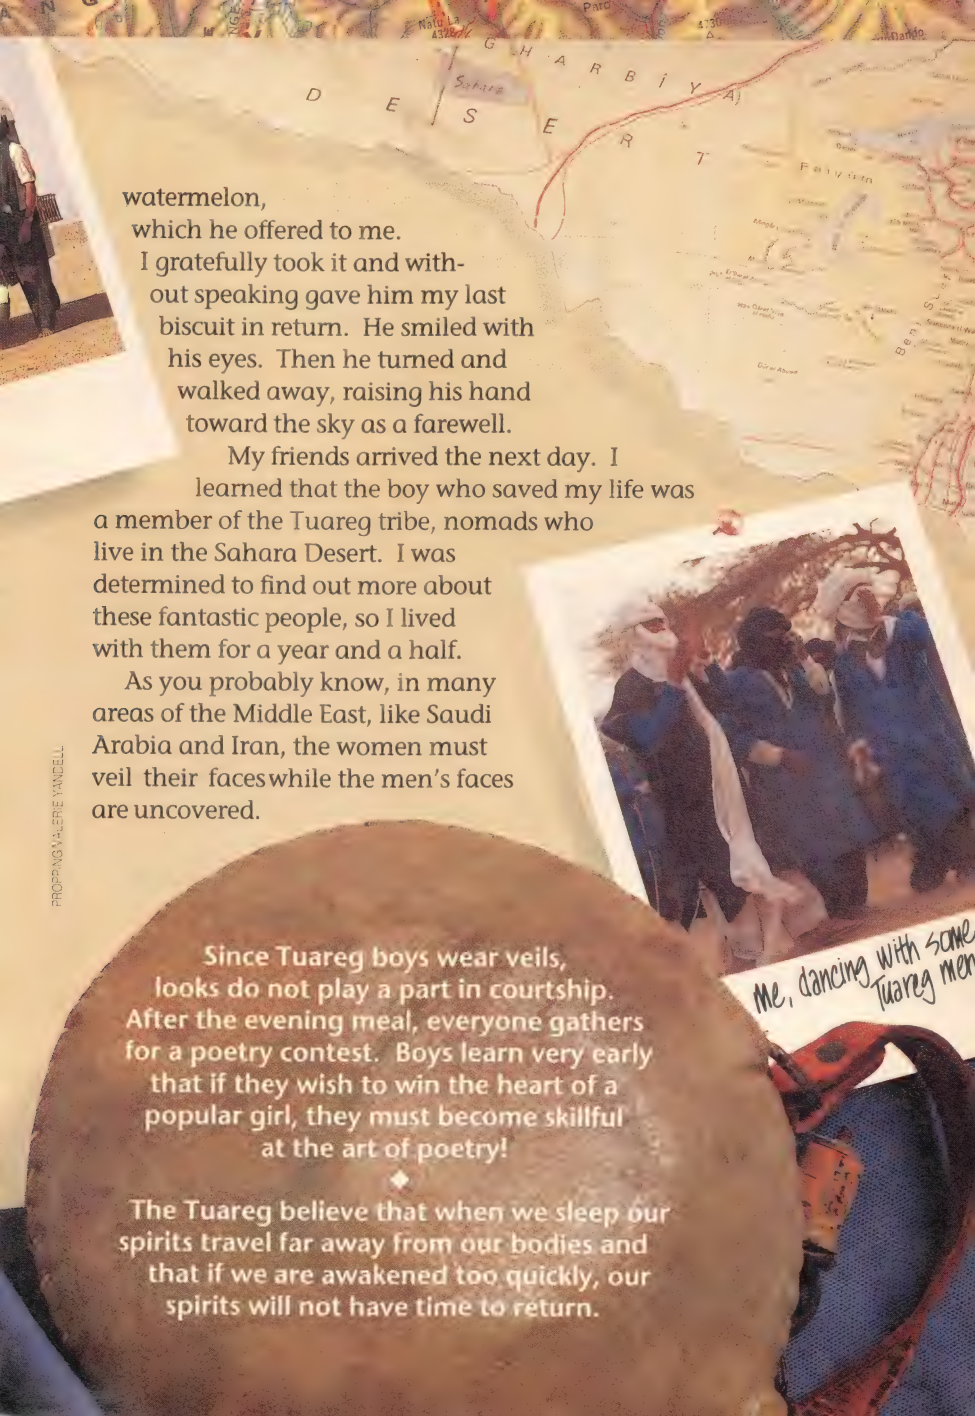 Natu La
DESERT
GHARBIYA)
Sahara
Faiyum
Beni
watermelon,
which he offered to me.
I gratefully took it and with-
out speaking gave him my last
biscuit in return. He smiled with
his eyes. Then he turned and
walked away, raising his hand
toward the sky as a farewell.
My friends arrived the next day. I
learned that the boy who saved my life was
a member of the Tuareg tribe, nomads who
live in the Sahara Desert. I was
determined to find out more about
these fantastic people, so I lived
with them for a year and a half.
As you probably know, in many
areas of the Middle East, like Saudi
Arabia and Iran, the women must
veil their faces while the men's faces
are uncovered.
PROPPING VALERIE YANDELL
me, dancing with some
Tuareg men
Since Tuareg boys wear veils,
looks do not play a part in courtship.
After the evening meal, everyone gathers
for a poetry contest. Boys learn very early
that if they wish to win the heart of a
popular girl, they must become skillful
at the art of poetry!
The Tuareg believe that when we sleep our
spirits travel far away from our bodies and
that if we are awakened too quickly, our
spirits will not have time to return.